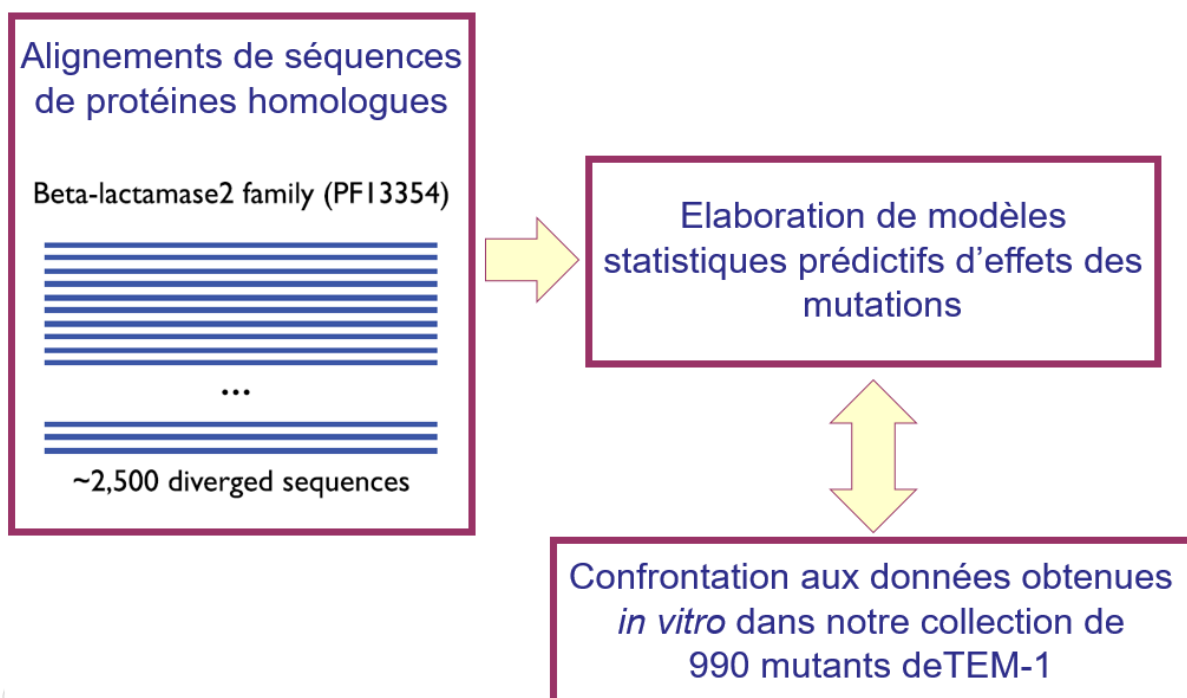 Alignements de séquences
de protéines homologues
Beta-lactamase2 family (PF13354)
...
~2,500 diverged sequences
Elaboration de modèles
statistiques prédictifs d'effets des
mutations
Confrontation aux données obtenues
in vitro dans notre collection de
990 mutants deTEM-1